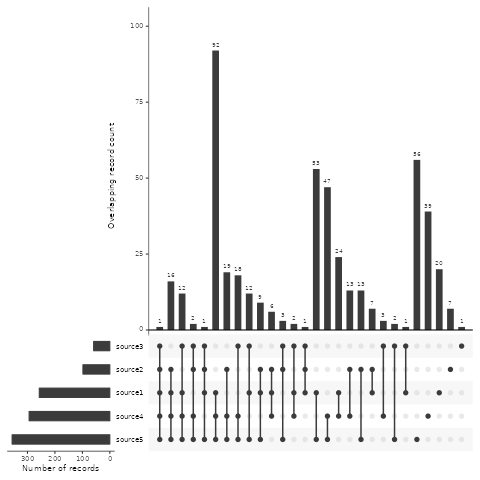 100
75
50
25
0
Overlapping record count
1 16 12 2 1 92 19 18 12 9 6 3 2 1 53 47 24 13 13 7 3 2 1 56 39 20 7 1
source3
source2
source1
source4
source5
300 200 100 0
Number of records